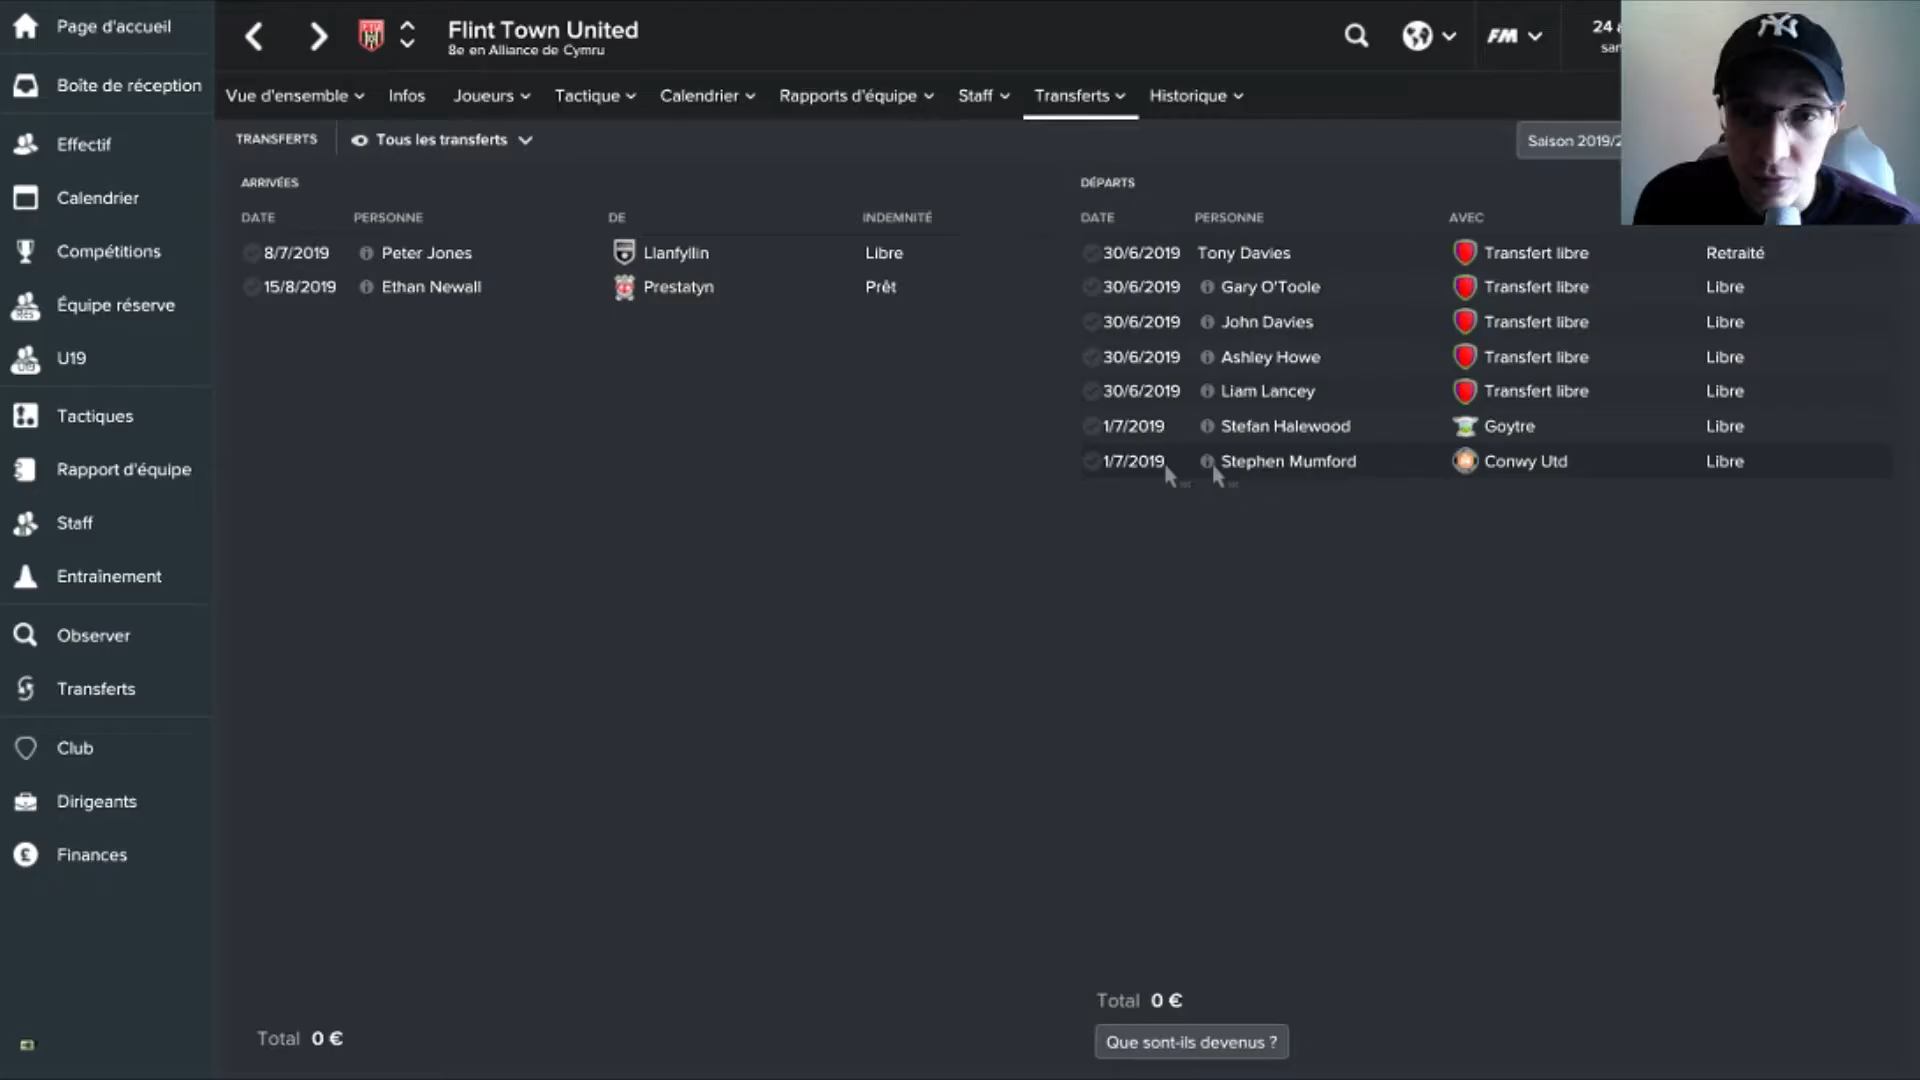 Page d'accueil
Boîte de réception
Effectif
Calendrier
Compétitions
Équipe réserve
U19
Tactiques
Rapport d'équipe
Staff
Entraînement
Observer
Transferts
Club
Dirigeants
Finances
Flint Town United
8e en Alliance de Cymru
FM
24
Vue d'ensemble
Infos
Joueurs
Tactique
Calendrier
Rapports d'équipe
Staff
Transferts
Historique
TRANSFERTS
Tous les transferts
Saison 2019/2
ARRIVÉES
DATE PERSONNE DE INDEMNITÉ
8/7/2019 Peter Jones Llanfyllin Libre
15/8/2019 Ethan Newall Prestatyn Prêt
Total 0 €
DÉPARTS
DATE PERSONNE AVEC
30/6/2019 Tony Davies Transfert libre Retraité
30/6/2019 Gary O'Toole Transfert libre Libre
30/6/2019 John Davies Transfert libre Libre
30/6/2019 Ashley Howe Transfert libre Libre
30/6/2019 Liam Lancey Transfert libre Libre
1/7/2019 Stefan Halewood Goytre Libre
1/7/2019 Stephen Mumford Conwy Utd Libre
Total 0 €
Que sont-ils devenus ?